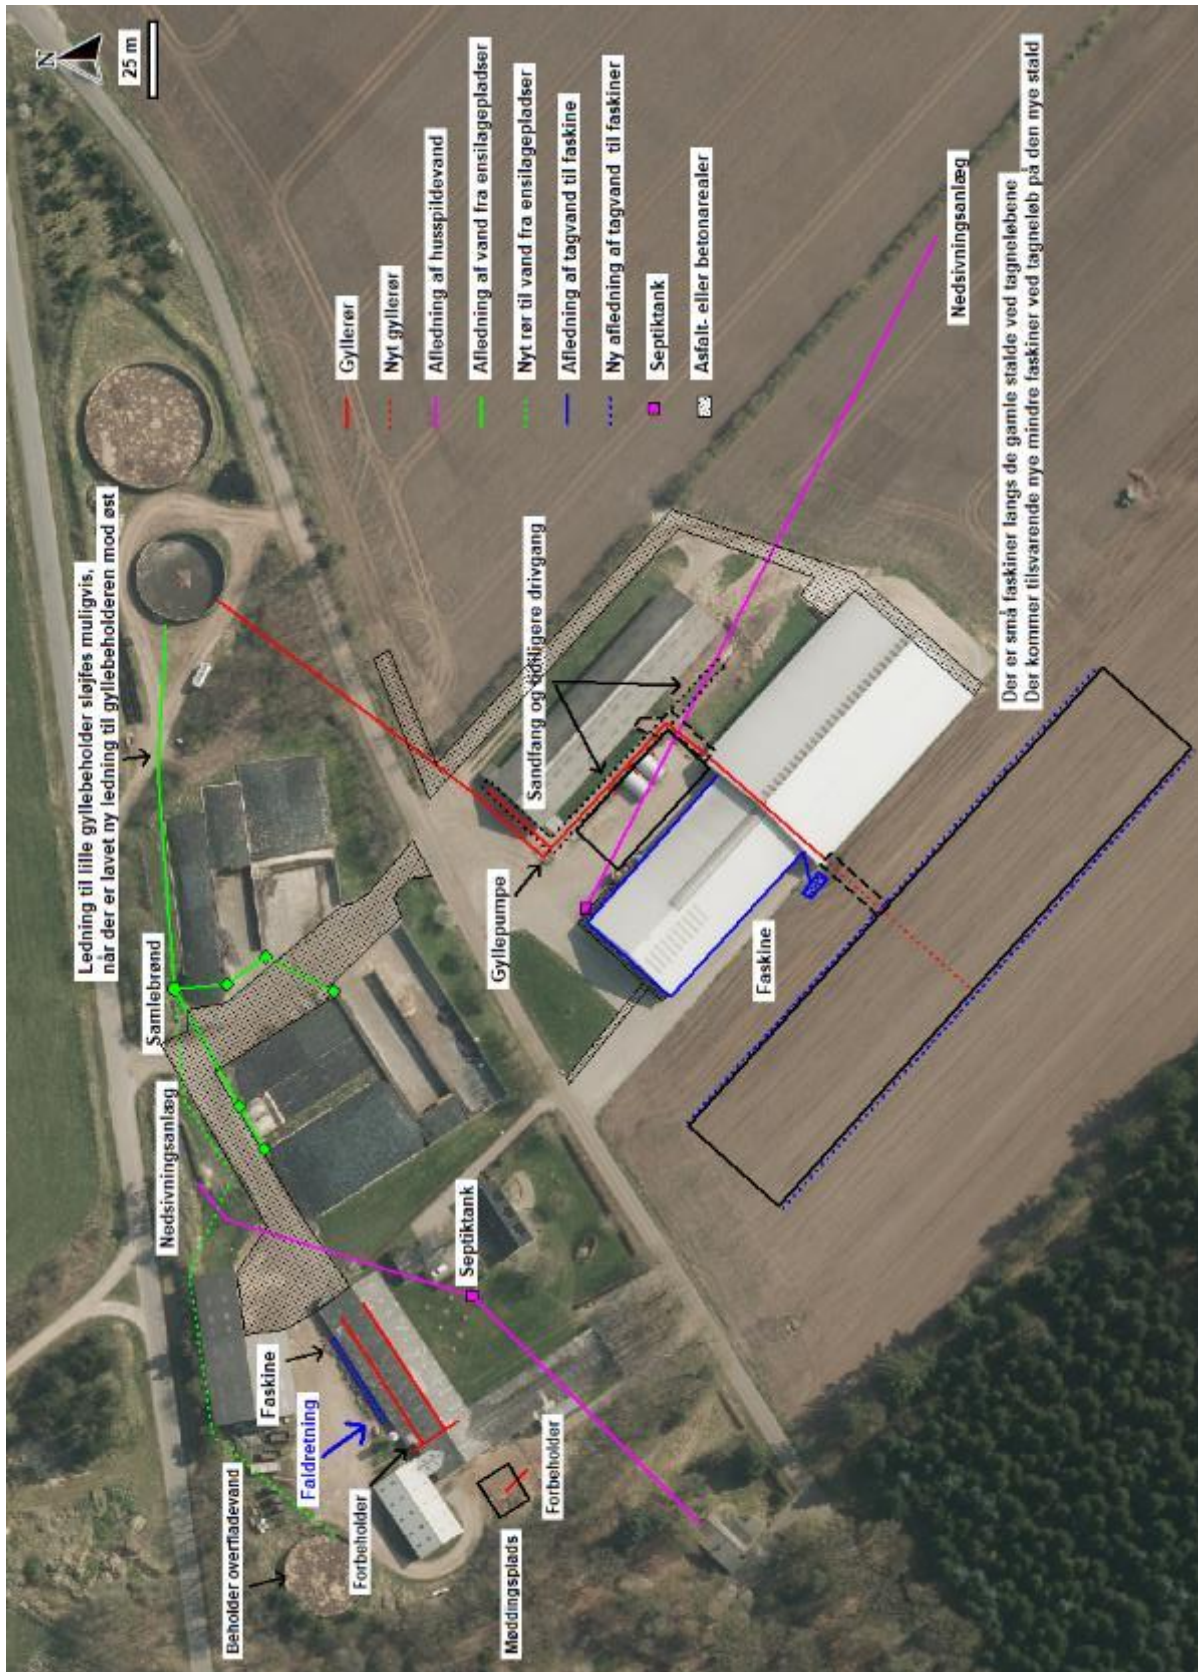 N
25 m
Ledning til lille gyllebeholder sløjfes muligvis,
når der er lavet ny ledning til gyllebeholderen mod øst
Samlebrønd
Nedsivningsanlæg
Beholder overfladevand
Faskine
Faldretning
Forbeholder
Septiktank
Møddingsplads
Forbeholder
Gyllepumpe
Sandfang og tidligere drivgang
Faskine
Gyllerør
Nyt gyllerør
Afledning af husspildevand
Afledning af vand fra ensilagepladser
Nyt rør til vand fra ensilagepladser
Afledning af tagvand til faskine
Ny afledning af tagvand til faskiner
Septiktank
Asfalt- eller betonarealer
Nedsivningsanlæg
Der er små faskiner langs de gamle stalde ved tagneløbene
Der kommer tilsvarende nye mindre faskiner ved tagneløb på den nye stald